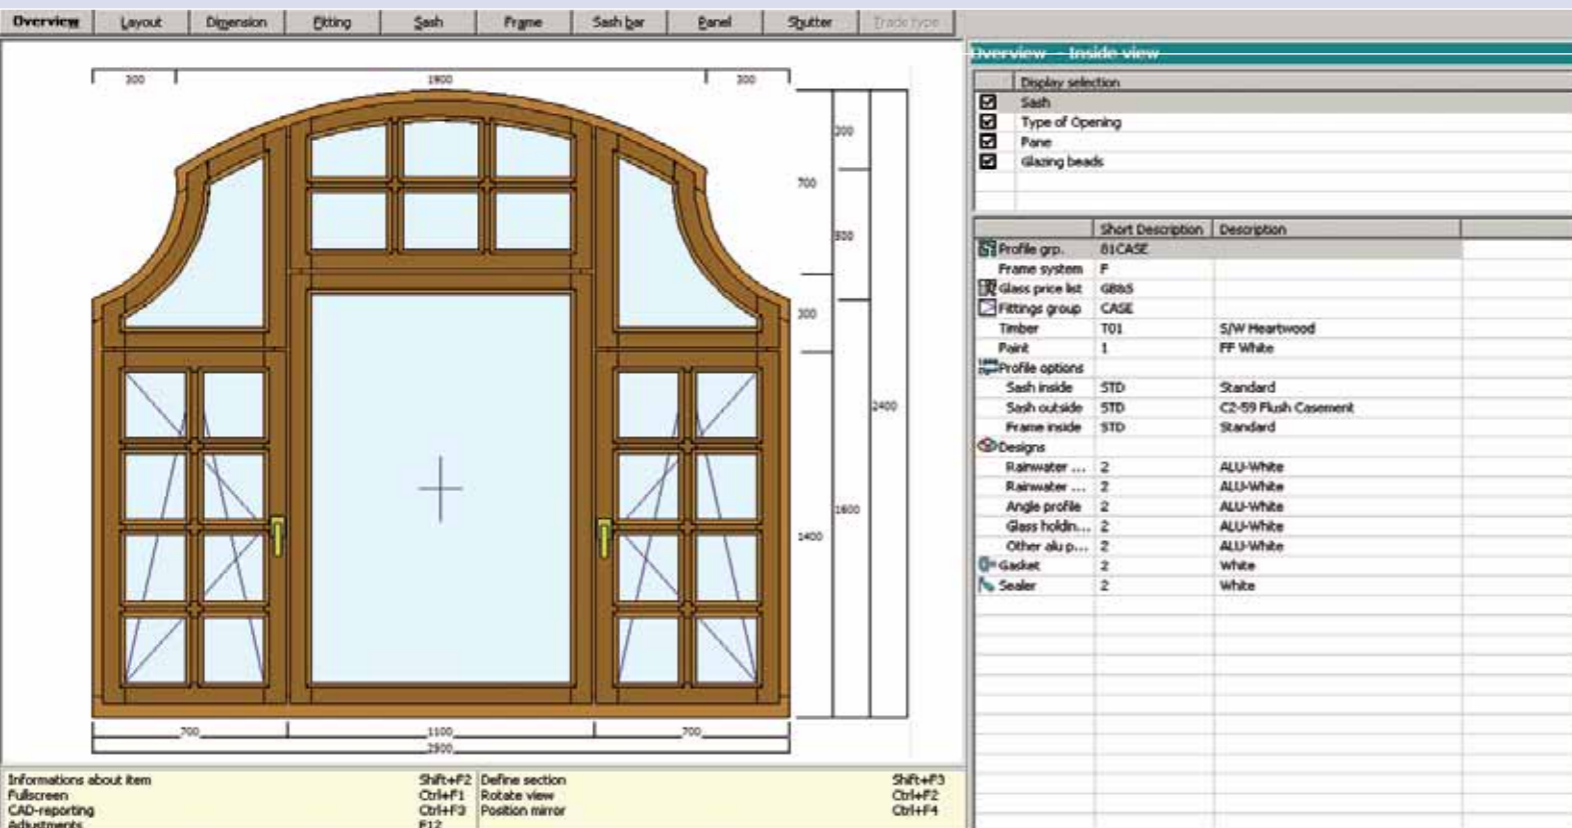 Overview Layout Dimension Fitting Sash Frame Sash bar Panel Shutter Trade type
Overview - Inside view
Display selection
Sash
Type of Opening
Pane
Glazing beads
300 1900 300
200
700
500
300
2400
1600
1400
700 1100 700
Short Description Description
Profile grp. 81CASE
Frame system F
Glass price list
Fittings group CASE
Timber T01 S/W Heartwood
Paint 1 FF White
Profile options
Sash inside STD Standard
Sash outside STD C2-59 Flush Casement
Frame inside STD Standard
Designs
Rainwater ... 2 ALU-White
Rainwater ... 2 ALU-White
Angle profile 2 ALU-White
Glass holdin... 2 ALU-White
Other alu p... 2 ALU-White
Gasket 2 White
Sealer 2 White
Informations about item Shift+F2 Define section Shift+F3
Fullscreen Ctrl+F1 Rotate view Ctrl+F2
CAD-reporting Ctrl+F3 Position mirror Ctrl+F4
Adjustments F12